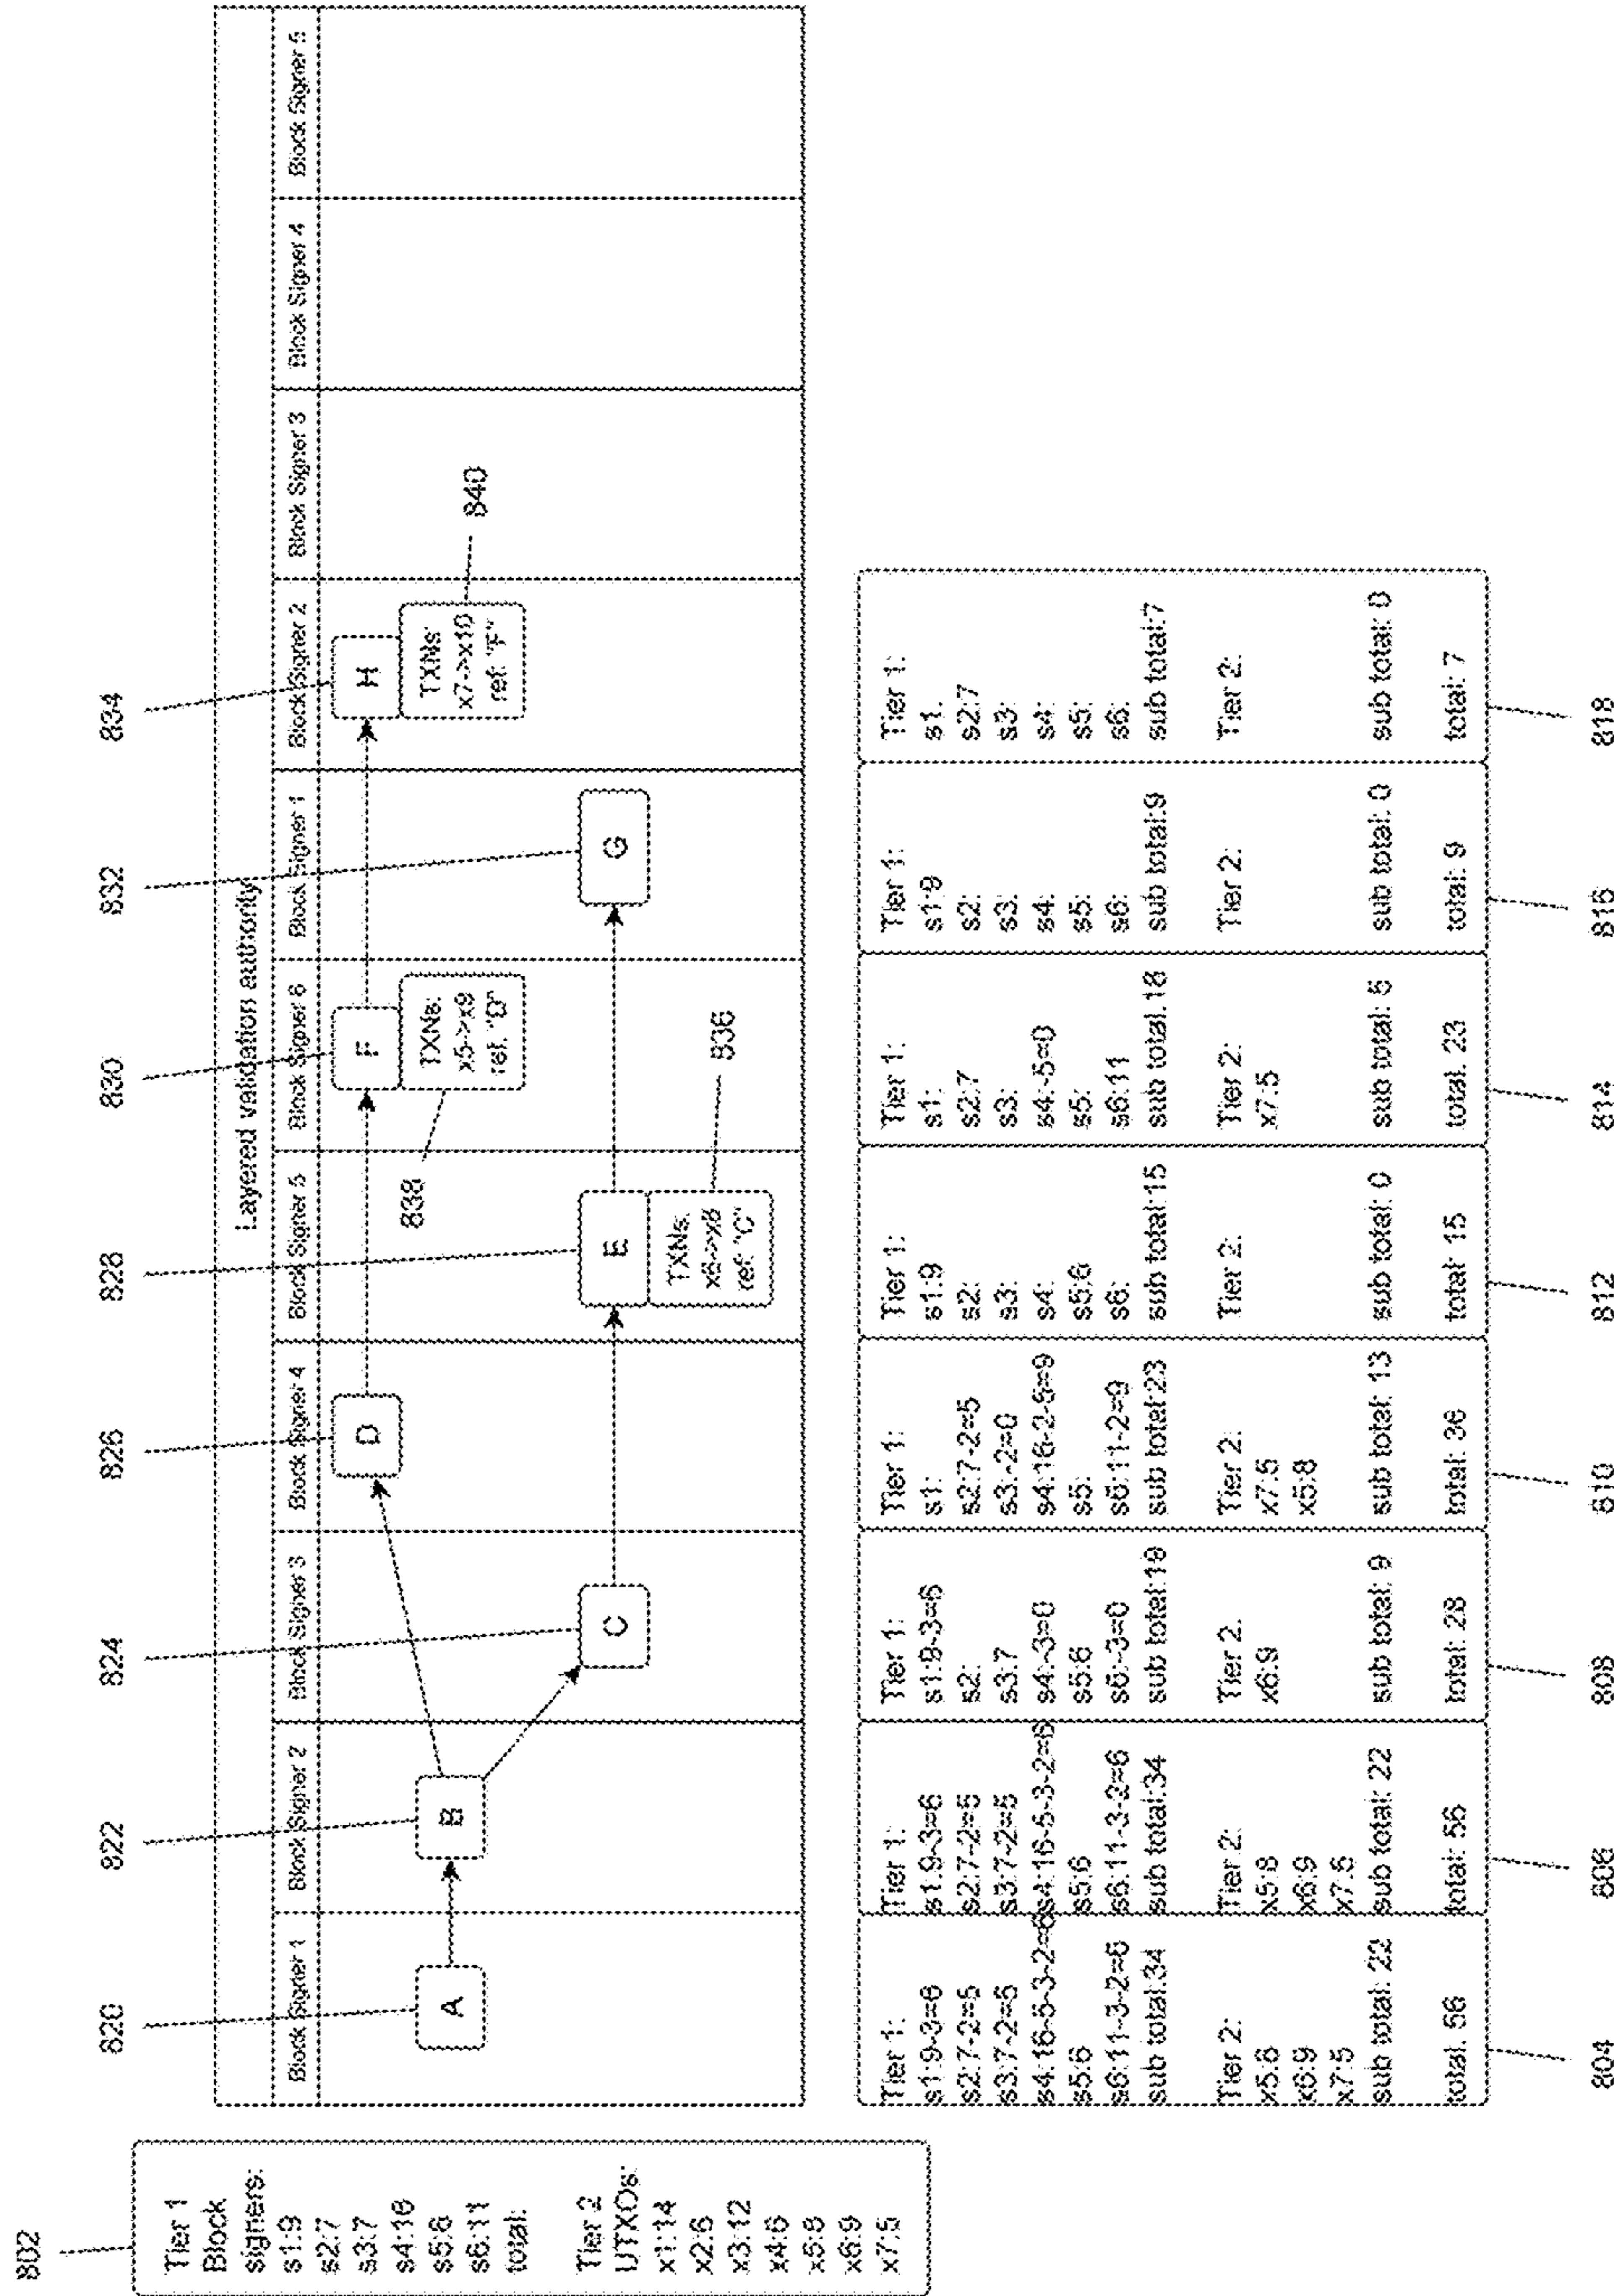 802
Tier 1
Block
signers:
s1:9
s2:7
s3:7
s4:16
s5:6
s6:11
total:
Tier 2
UTXOs:
x1:14
x2:6
x3:12
x4:6
x5:8
x6:9
x7:5
820
822
824
826
828
830
832
834
Layered validation authority
Block Signer 1
Block Signer 2
Block Signer 3
Block Signer 4
Block Signer 5
Block Signer 6
Block Signer 1
Block Signer 2
Block Signer 3
Block Signer 4
Block Signer 5
A
B
C
D
E
TXNs:
x6->x8
ref: "C"
836
F
TXNs:
x5->x9
ref: "D"
838
G
H
TXNs:
x7->x10
ref: "F"
840
Tier 1:
s1:9-3=6
s2:7-2=5
s3:7-2=5
s4:16-5-3-2=6
s5:6
s6:11-3-2=6
sub total:34
Tier 2:
x5:8
x6:9
x7:5
sub total: 22
total: 56
804
Tier 1:
s1:9-3=6
s2:7-2=5
s3:7-2=5
s4:16-5-3-2=6
s5:6
s6:11-3-2=6
sub total:34
Tier 2:
x5:8
x6:9
x7:5
sub total: 22
total: 56
806
Tier 1:
s1:9-3=6
s2:
s3:7
s4:-3=0
s5:6
s6:-3=0
sub total:19
Tier 2:
x6:9
sub total: 9
total: 28
808
Tier 1:
s1:
s2:7-2=5
s3:-2=0
s4:16-2-5=9
s5:
s6:11-2=9
sub total:23
Tier 2:
x7:5
x5:8
sub total: 13
total: 36
810
Tier 1:
s1:9
s2:
s3:
s4:
s5:6
s6:
sub total:15
Tier 2:
sub total: 0
total: 15
812
Tier 1:
s1:
s2:7
s3:
s4:-5=0
s5:
s6:11
sub total: 18
Tier 2:
x7:5
sub total: 5
total: 23
814
Tier 1:
s1:9
s2:
s3:
s4:
s5:
s6:
sub total:9
Tier 2:
sub total: 0
total: 9
816
Tier 1:
s1:
s2:7
s3:
s4:
s5:
s6:
sub total:7
Tier 2:
sub total: 0
total: 7
818